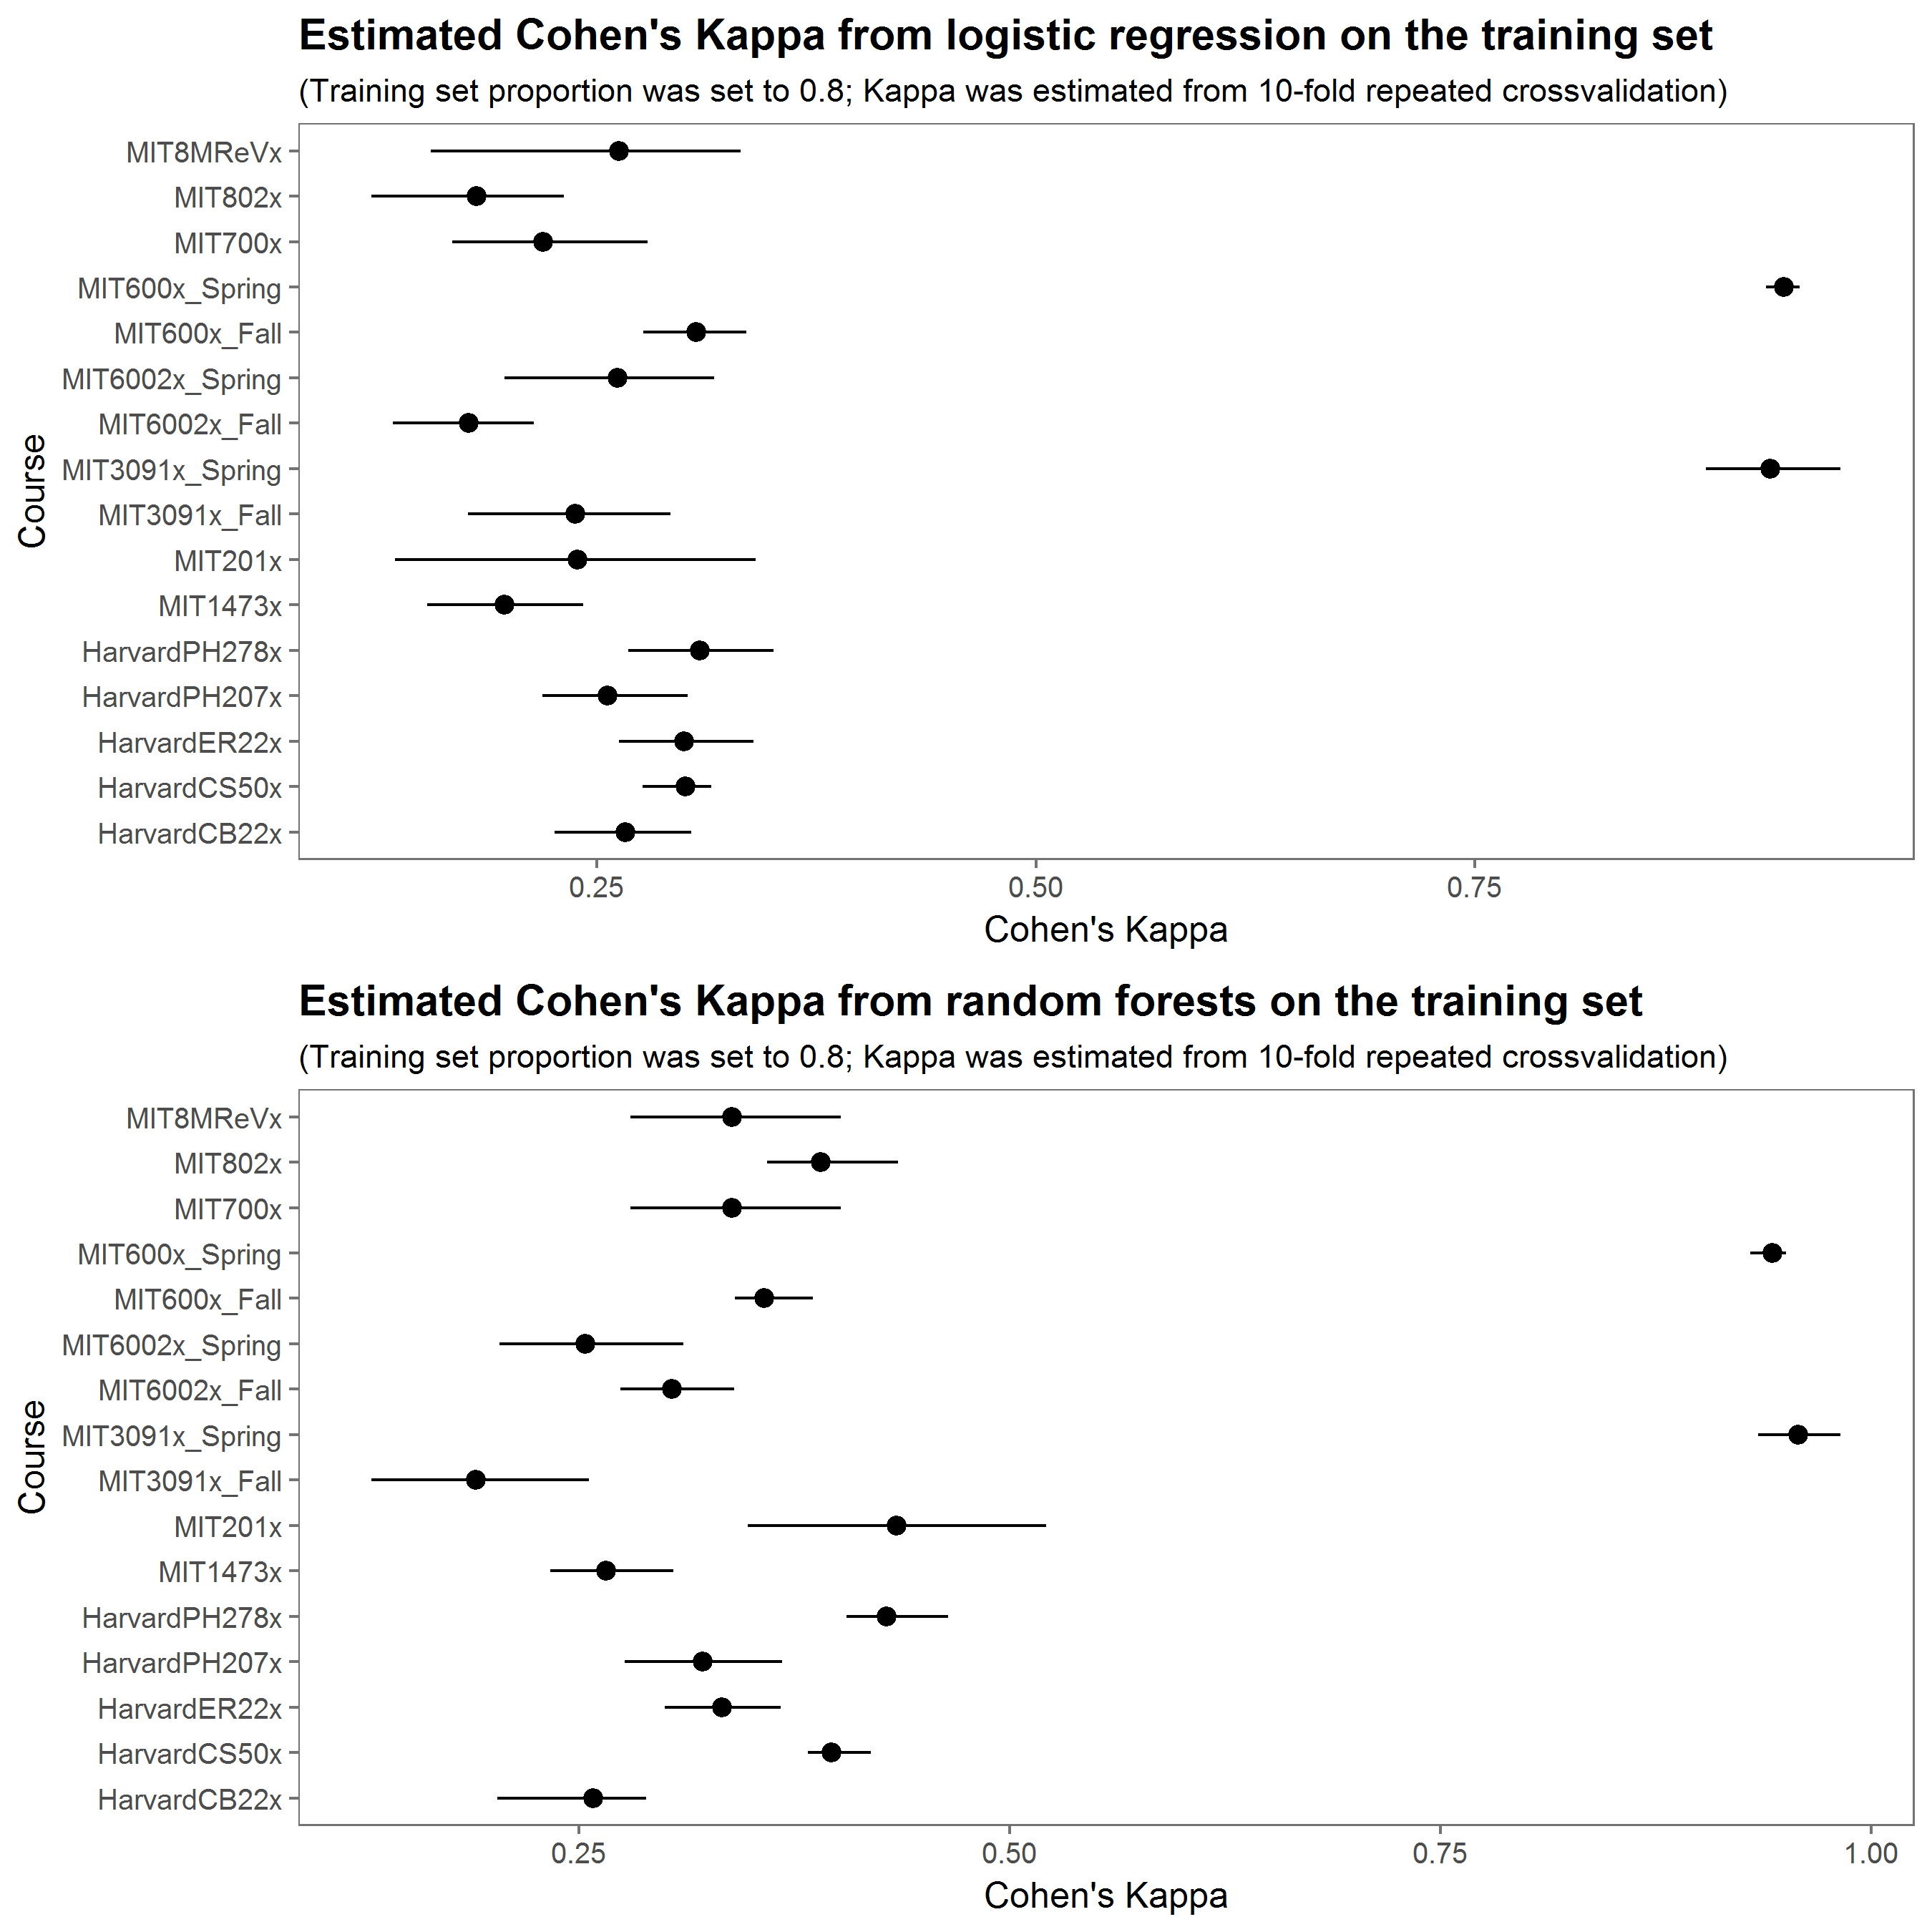 Estimated Cohen's Kappa from logistic regression on the training set
(Training set proportion was set to 0.8; Kappa was estimated from 10-fold repeated crossvalidation)
Course
MIT8MReVx
MIT802x
MIT700x
MIT600x_Spring
MIT600x_Fall
MIT6002x_Spring
MIT6002x_Fall
MIT3091x_Spring
MIT3091x_Fall
MIT201x
MIT1473x
HarvardPH278x
HarvardPH207x
HarvardER22x
HarvardCS50x
HarvardCB22x
0.25 0.50 0.75
Cohen's Kappa
Estimated Cohen's Kappa from random forests on the training set
(Training set proportion was set to 0.8; Kappa was estimated from 10-fold repeated crossvalidation)
Course
MIT8MReVx
MIT802x
MIT700x
MIT600x_Spring
MIT600x_Fall
MIT6002x_Spring
MIT6002x_Fall
MIT3091x_Spring
MIT3091x_Fall
MIT201x
MIT1473x
HarvardPH278x
HarvardPH207x
HarvardER22x
HarvardCS50x
HarvardCB22x
0.25 0.50 0.75 1.00
Cohen's Kappa